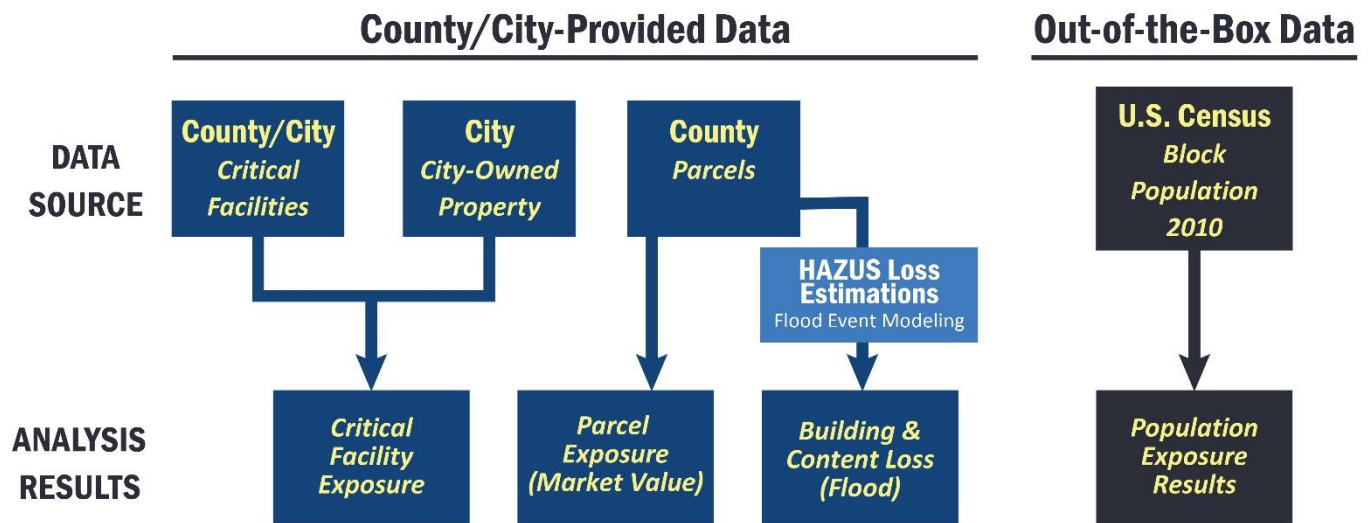 County/City-Provided Data
Out-of-the-Box Data
DATA
SOURCE
County/City
Critical
Facilities
City
City-Owned
Property
County
Parcels
U.S. Census
Block
Population
2010
HAZUS Loss
Estimations
Flood Event Modeling
ANALYSIS
RESULTS
Critical
Facility
Exposure
Parcel
Exposure
(Market Value)
Building &
Content Loss
(Flood)
Population
Exposure
Results